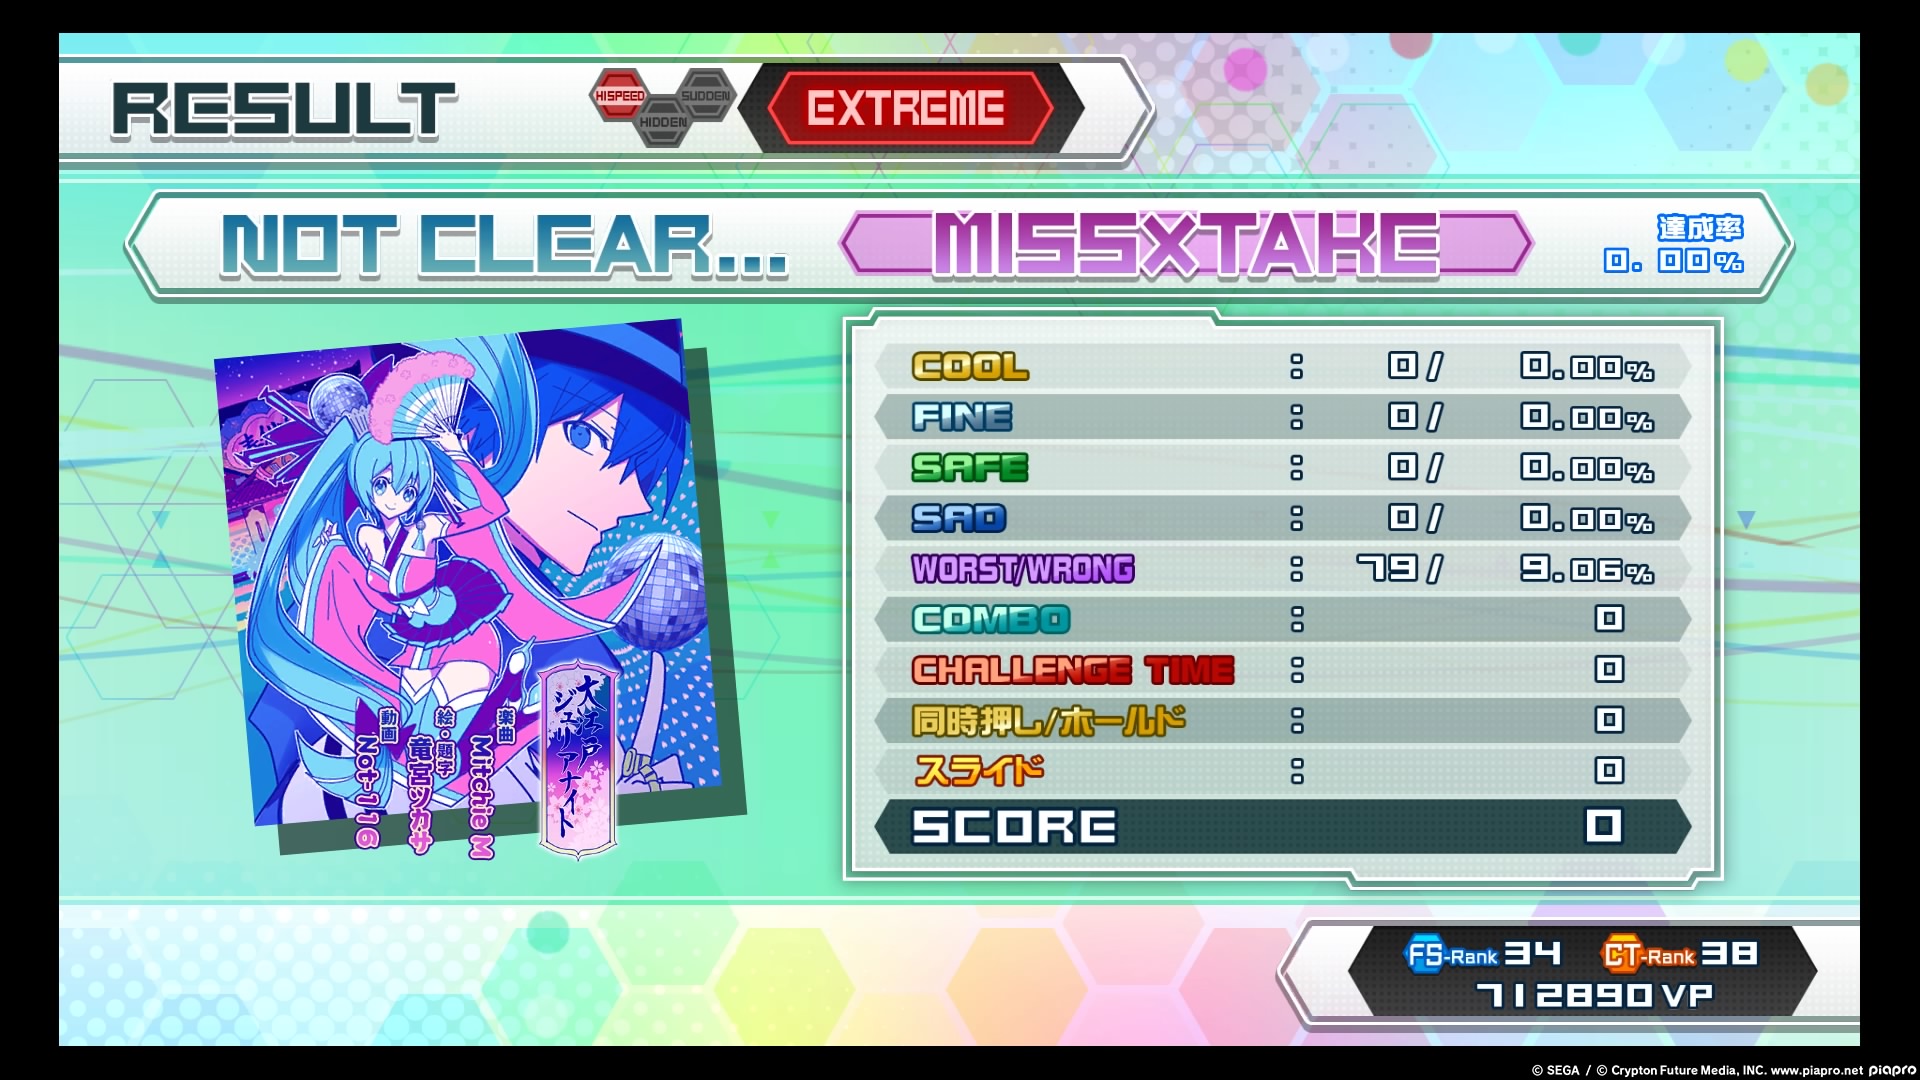 RESULT
HISPEED
HIDDEN
SUDDEN
EXTREME
NOT CLEAR...
MISS×TAKE
達成率
0.00%
COOL : 0/ 0.00%
FINE : 0/ 0.00%
SAFE : 0/ 0.00%
SAD : 0/ 0.00%
WORST/WRONG : 79/ 9.06%
COMBO : 0
CHALLENGE TIME : 0
同時押し/ホールド : 0
スライド : 0
SCORE 0
大江戸
ジュリアナイト
楽曲
Mitchie M
絵・題字
竜宮ツカサ
動画
Not-116
FS-Rank 34 CT-Rank 38
712890VP
© SEGA / © Crypton Future Media, INC. www.piapro.net piapro